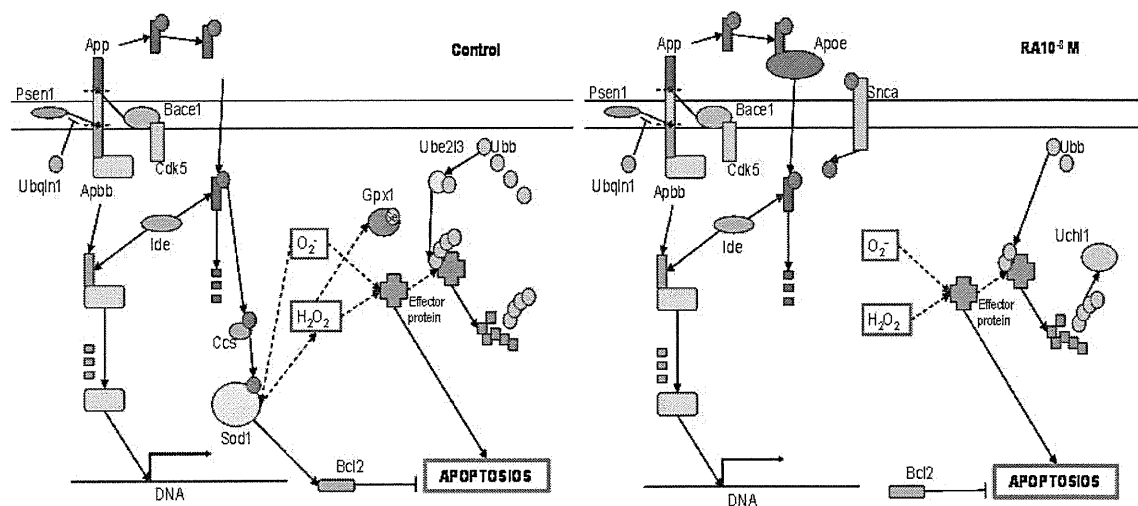 Control
App
Psen1
Bace1
Cdk5
Ubqln1
Apbb
Ube2l3
Ubb
Gpx1
Se
Ide
O2-
H2O2
Effector
protein
Ccs
Sod1
Bcl2
APOPTOSIOS
DNA
RA10-8 M
App
Apoe
Psen1
Snca
Bace1
Cdk5
Ubqln1
Apbb
Ubb
Ide
Uchl1
O2-
H2O2
Effector
protein
Bcl2
APOPTOSIOS
DNA